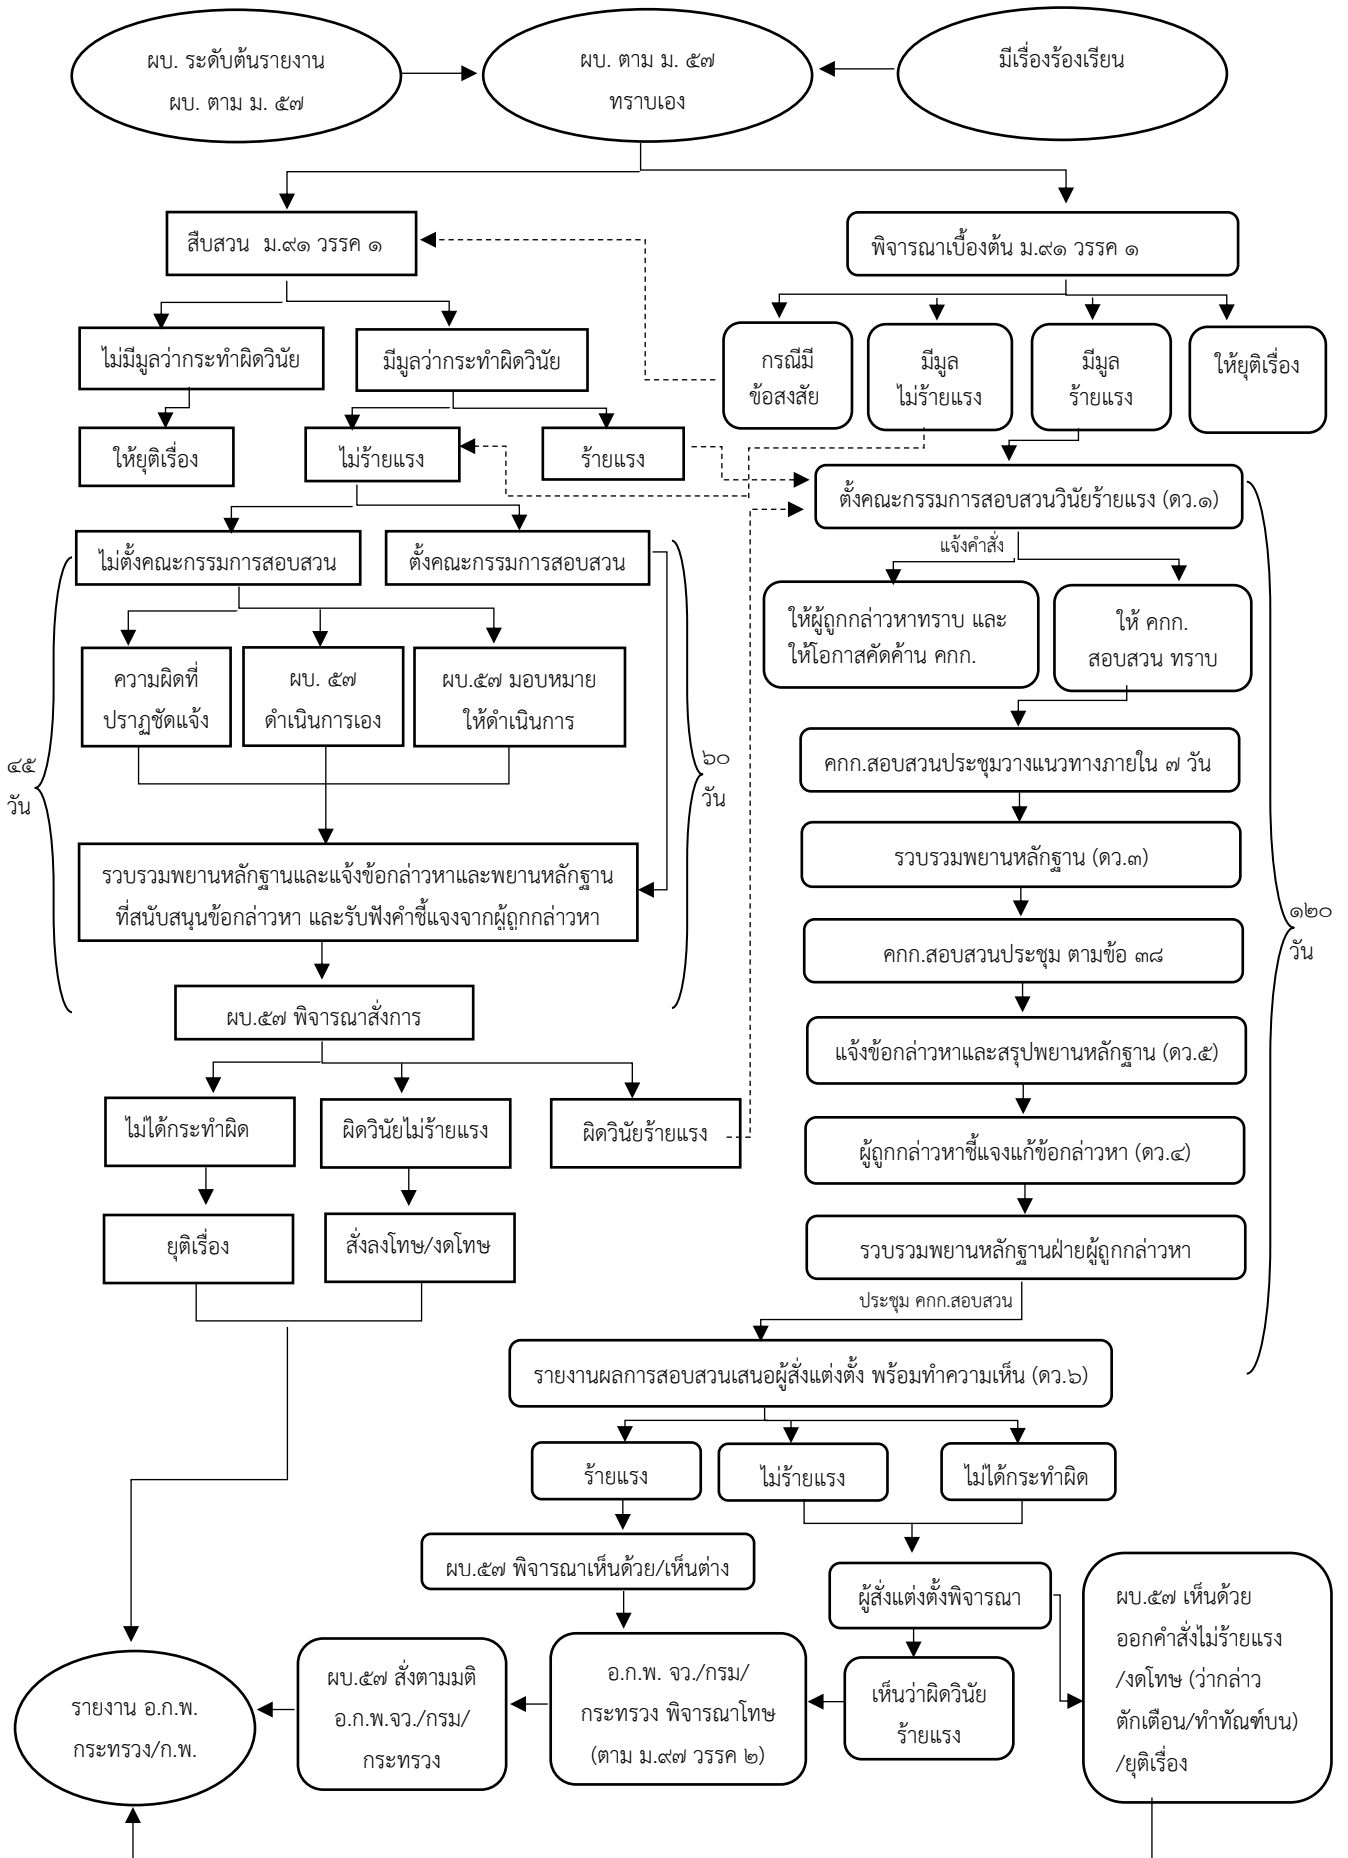 ผบ. ระดับต้นรายงาน
ผบ. ตาม ม. ๕๗
ผบ. ตาม ม. ๕๗
ทราบเอง
มีเรื่องร้องเรียน
สืบสวน ม.๙๑ วรรค ๑
พิจารณาเบื้องต้น ม.๙๑ วรรค ๑
ไม่มีมูลว่ากระทำผิดวินัย
มีมูลว่ากระทำผิดวินัย
กรณีมี
ข้อสงสัย
มีมูล
ไม่ร้ายแรง
มีมูล
ร้ายแรง
ให้ยุติเรื่อง
ให้ยุติเรื่อง
ไม่ร้ายแรง
ร้ายแรง
ตั้งคณะกรรมการสอบสวนวินัยร้ายแรง (ดว.๑)
แจ้งคำสั่ง
ไม่ตั้งคณะกรรมการสอบสวน
ตั้งคณะกรรมการสอบสวน
ให้ผู้ถูกกล่าวหาทราบ และ
ให้โอกาสคัดค้าน คกก.
ให้ คกก.
สอบสวน ทราบ
ความผิดที่
ปรากฏชัดแจ้ง
ผบ. ๕๗
ดำเนินการเอง
ผบ.๕๗ มอบหมาย
ให้ดำเนินการ
๔๕
วัน
๖๐
วัน
คกก.สอบสวนประชุมวางแนวทางภายใน ๗ วัน
รวบรวมพยานหลักฐาน (ดว.๓)
รวบรวมพยานหลักฐานและแจ้งข้อกล่าวหาและพยานหลักฐาน
ที่สนับสนุนข้อกล่าวหา และรับฟังคำชี้แจงจากผู้ถูกกล่าวหา
คกก.สอบสวนประชุม ตามข้อ ๓๘
๑๒๐
วัน
ผบ.๕๗ พิจารณาสั่งการ
แจ้งข้อกล่าวหาและสรุปพยานหลักฐาน (ดว.๕)
ไม่ได้กระทำผิด
ผิดวินัยไม่ร้ายแรง
ผิดวินัยร้ายแรง
ผู้ถูกกล่าวหาชี้แจงแก้ข้อกล่าวหา (ดว.๔)
ยุติเรื่อง
สั่งลงโทษ/งดโทษ
รวบรวมพยานหลักฐานฝ่ายผู้ถูกกล่าวหา
ประชุม คกก.สอบสวน
รายงานผลการสอบสวนเสนอผู้สั่งแต่งตั้ง พร้อมทำความเห็น (ดว.๖)
ร้ายแรง
ไม่ร้ายแรง
ไม่ได้กระทำผิด
ผบ.๕๗ พิจารณาเห็นด้วย/เห็นต่าง
ผู้สั่งแต่งตั้งพิจารณา
ผบ.๕๗ เห็นด้วย
ออกคำสั่งไม่ร้ายแรง
/งดโทษ (ว่ากล่าว
ตักเตือน/ทำทัณฑ์บน)
/ยุติเรื่อง
รายงาน อ.ก.พ.
กระทรวง/ก.พ.
ผบ.๕๗ สั่งตามมติ
อ.ก.พ.จว./กรม/
กระทรวง
อ.ก.พ. จว./กรม/
กระทรวง พิจารณาโทษ
(ตาม ม.๙๗ วรรค ๒)
เห็นว่าผิดวินัย
ร้ายแรง